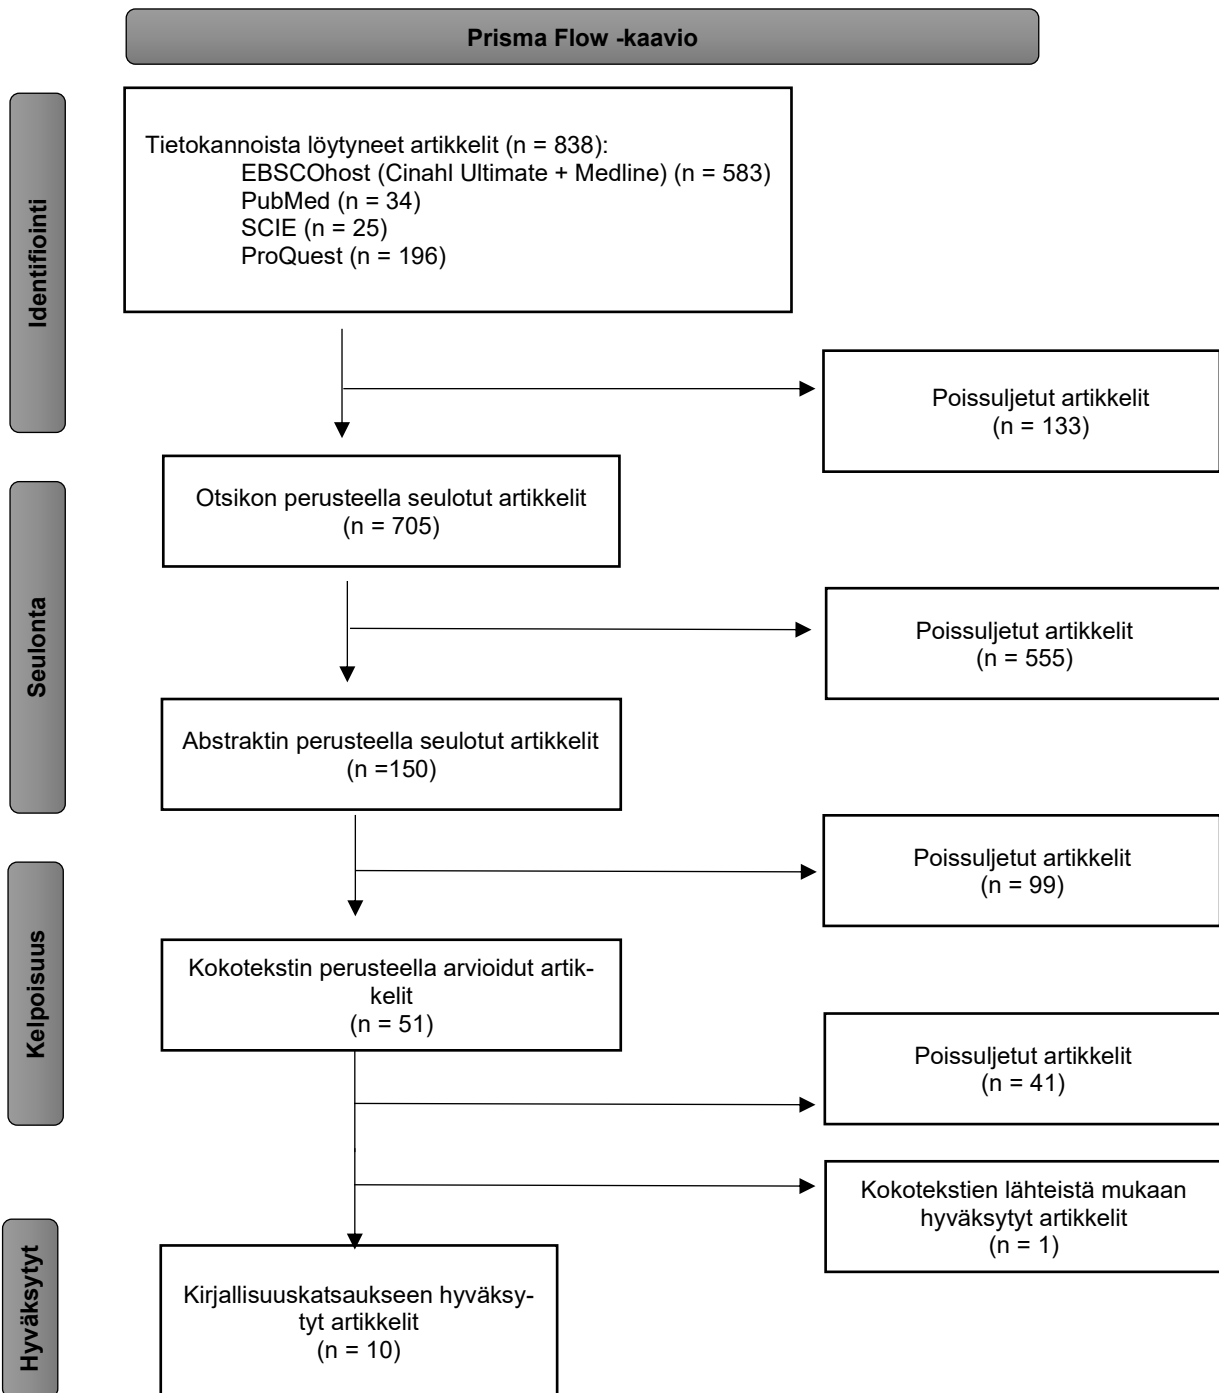 Prisma Flow -kaavio
Identifiointi
Tietokannoista löytyneet artikkelit (n = 838):
EBSCOhost (Cinahl Ultimate + Medline) (n = 583)
PubMed (n = 34)
SCIE (n = 25)
ProQuest (n = 196)
Poissuljetut artikkelit
(n = 133)
Seulonta
Otsikon perusteella seulotut artikkelit
(n = 705)
Poissuljetut artikkelit
(n = 555)
Abstraktin perusteella seulotut artikkelit
(n =150)
Poissuljetut artikkelit
(n = 99)
Kelpoisuus
Kokotekstin perusteella arvioidut artik-
kelit
(n = 51)
Poissuljetut artikkelit
(n = 41)
Kokotekstien lähteistä mukaan
hyväksytyt artikkelit
(n = 1)
Hyväksytyt
Kirjallisuuskatsaukseen hyväksy-
tyt artikkelit
(n = 10)